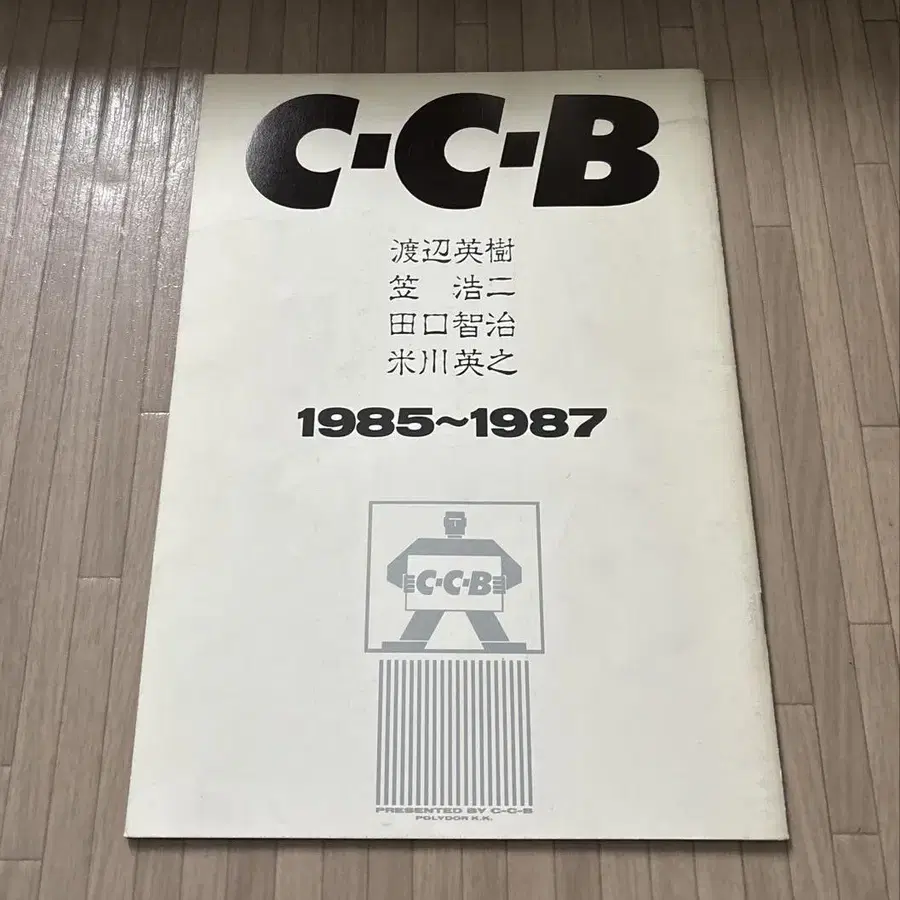 C-C-B
渡辺英樹
笠 浩二
田口智治
米川英之
1985~1987
C-C-B
PRESENTED BY C-C-B
POLYDOR K.K.